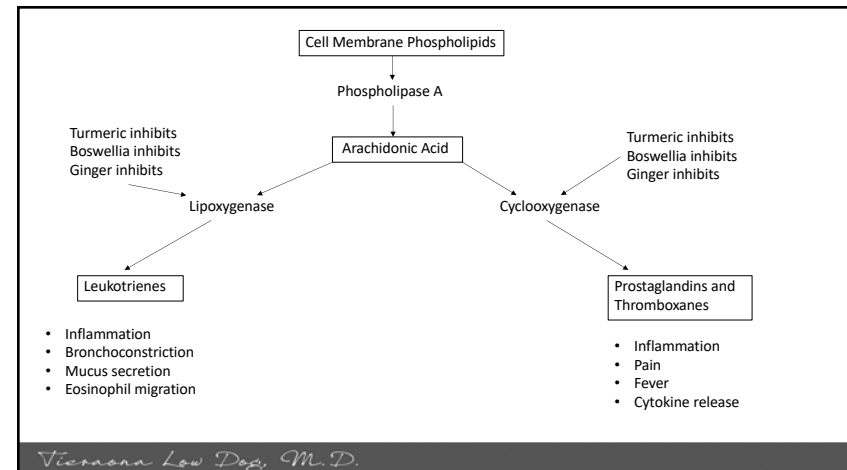 Cell Membrane Phospholipids
Phospholipase A
Arachidonic Acid
Turmeric inhibits
Boswellia inhibits
Ginger inhibits
Turmeric inhibits
Boswellia inhibits
Ginger inhibits
Lipoxygenase
Cyclooxygenase
Leukotrienes
Prostaglandins and
Thromboxanes
• Inflammation
• Bronchoconstriction
• Mucus secretion
• Eosinophil migration
• Inflammation
• Pain
• Fever
• Cytokine release
Tieraona Low Dog, M.D.